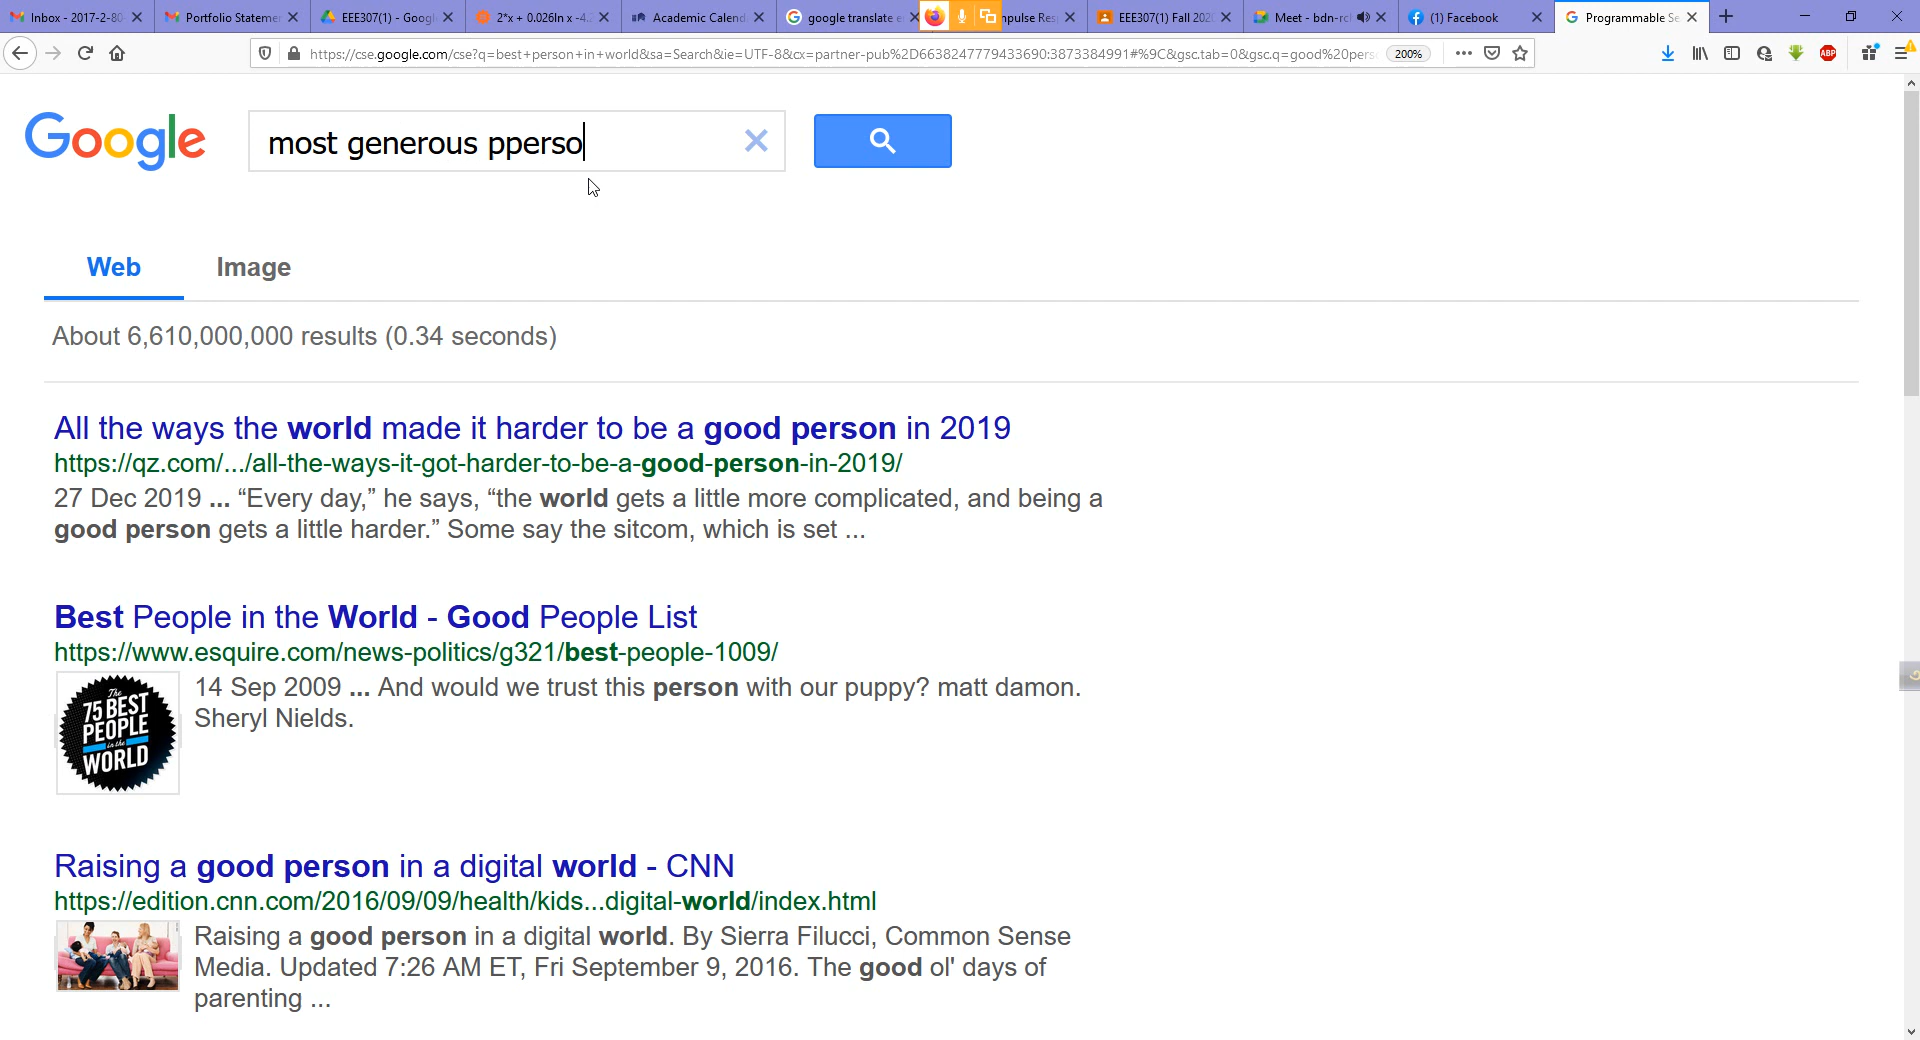 Inbox - 2017-2-80
Portfolio Statemer
EEE307(1) - Googl
2*x + 0.026ln x -4.
Academic Calend
google translate e
npulse Res
EEE307(1) Fall 202
Meet - bdn-rc
(1) Facebook
Programmable Se
https://cse.google.com/cse?q=best+person+in+world&sa=Search&ie=UTF-8&cx=partner-pub%2D6638247779433690:3873384991#%9C&gsc.tab=0&gsc.q=good%20pers
200%
ABP
Google
most generous pperso
Web
Image
About 6,610,000,000 results (0.34 seconds)
All the ways the world made it harder to be a good person in 2019
https://qz.com/.../all-the-ways-it-got-harder-to-be-a-good-person-in-2019/
27 Dec 2019 ... “Every day,” he says, “the world gets a little more complicated, and being a
good person gets a little harder.” Some say the sitcom, which is set ...
Best People in the World - Good People List
https://www.esquire.com/news-politics/g321/best-people-1009/
14 Sep 2009 ... And would we trust this person with our puppy? matt damon.
Sheryl Nields.
The
75 BEST
PEOPLE
in the
WORLD
Raising a good person in a digital world - CNN
https://edition.cnn.com/2016/09/09/health/kids...digital-world/index.html
Raising a good person in a digital world. By Sierra Filucci, Common Sense
Media. Updated 7:26 AM ET, Fri September 9, 2016. The good ol' days of
parenting ...